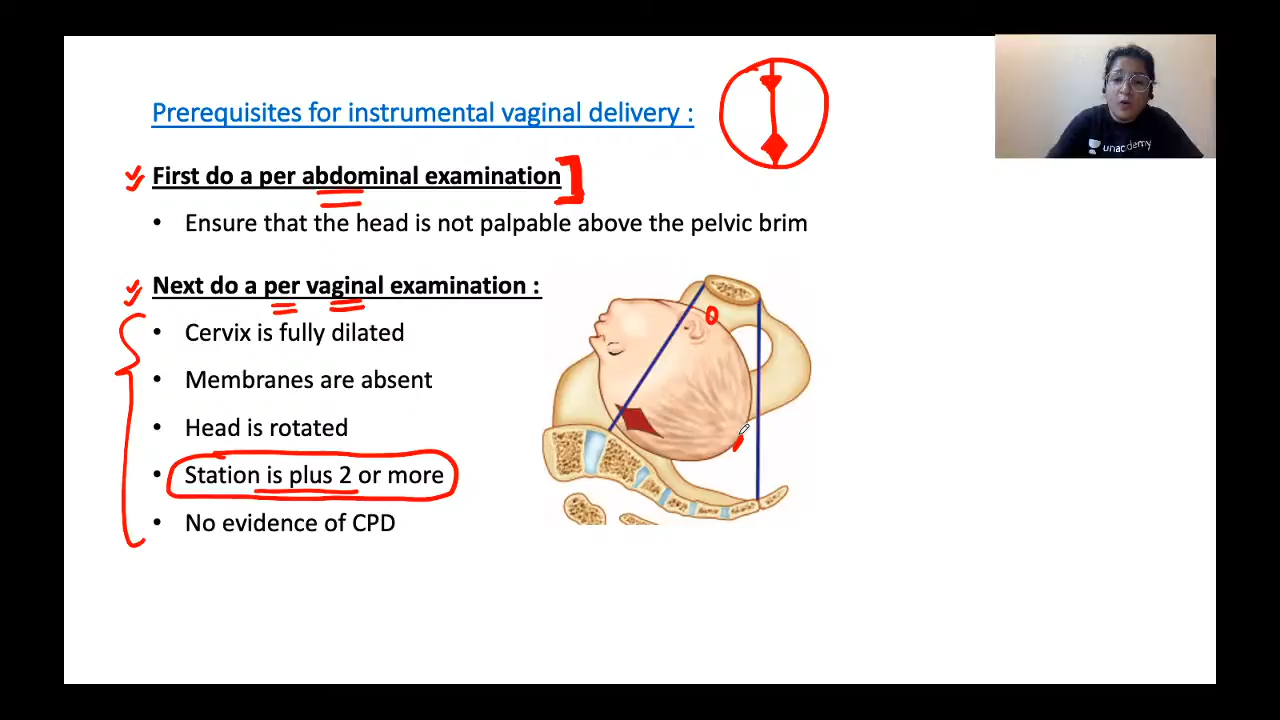 Prerequisites for instrumental vaginal delivery :
First do a per abdominal examination
• Ensure that the head is not palpable above the pelvic brim
Next do a per vaginal examination :
• Cervix is fully dilated
• Membranes are absent
• Head is rotated
• Station is plus 2 or more
• No evidence of CPD
unacademy